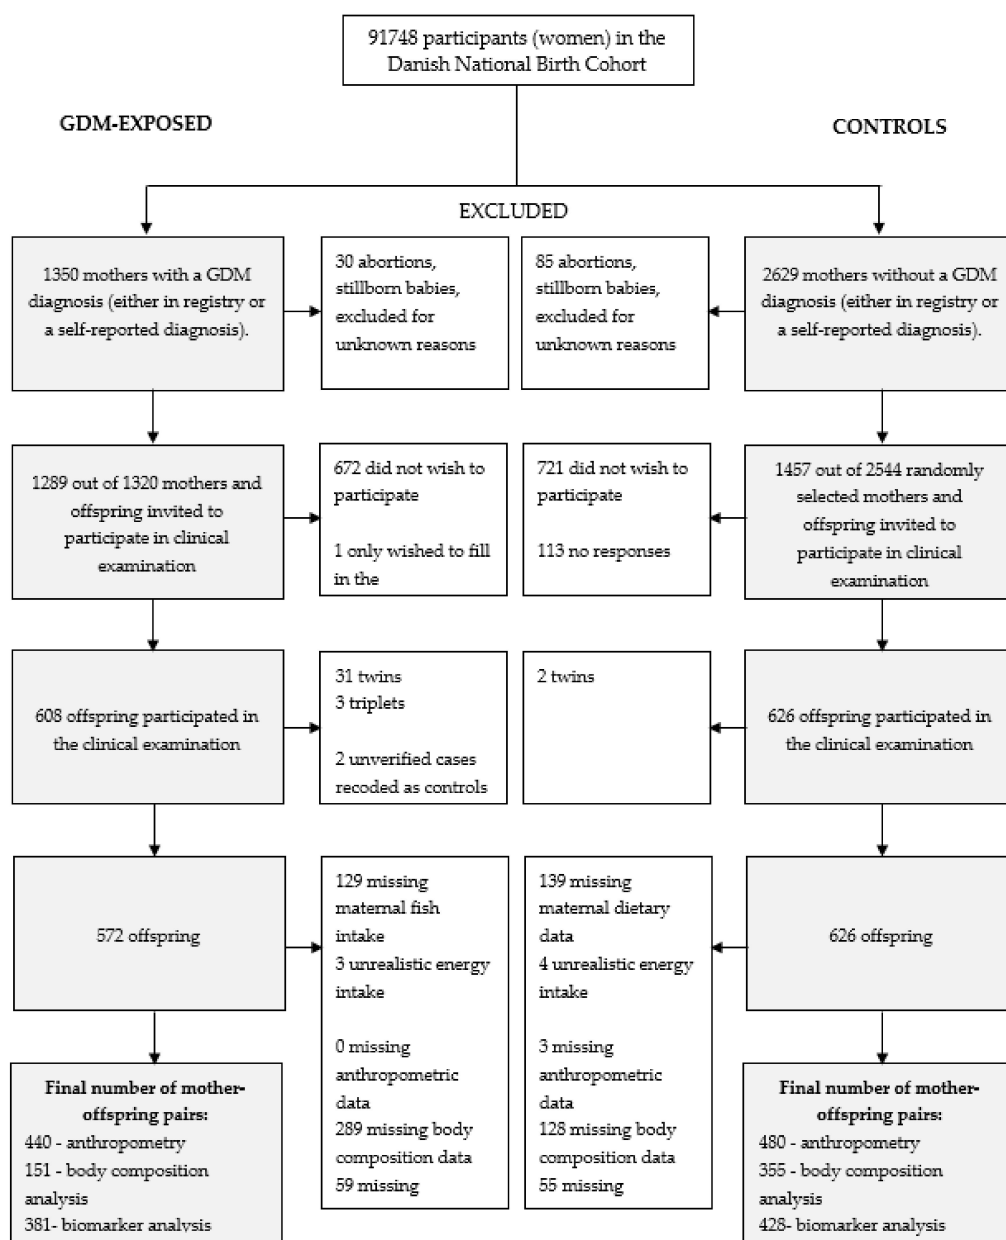 91748 participants (women) in the
Danish National Birth Cohort
GDM-EXPOSED
CONTROLS
EXCLUDED
1350 mothers with a GDM
diagnosis (either in registry or
a self-reported diagnosis).
30 abortions,
stillborn babies,
excluded for
unknown reasons
85 abortions,
stillborn babies,
excluded for
unknown reasons
2629 mothers without a GDM
diagnosis (either in registry or
a self-reported diagnosis).
1289 out of 1320 mothers and
offspring invited to
participate in clinical
examination
672 did not wish to
participate
1 only wished to fill
in the
721 did not wish to
participate
113 no responses
1457 out of 2544 randomly
selected mothers and
offspring invited to
participate in clinical
examination
608 offspring participated in
the clinical examination
31 twins
3 triplets
2 unverified cases
recoded as controls
2 twins
626 offspring participated in
the clinical examination
572 offspring
129 missing
maternal fish
intake
3 unrealistic energy
intake
0 missing
anthropometric
data
289 missing body
composition data
59 missing
139 missing
maternal dietary
data
4 unrealistic energy
intake
3 missing
anthropometric data
128 missing body
composition data
55 missing
626 offspring
Final number of mother-
offspring pairs:
440 - anthropometry
151 - body composition
analysis
381- biomarker analysis
Final number of mother-
offspring pairs:
480 - anthropometry
355 - body composition
analysis
428- biomarker analysis